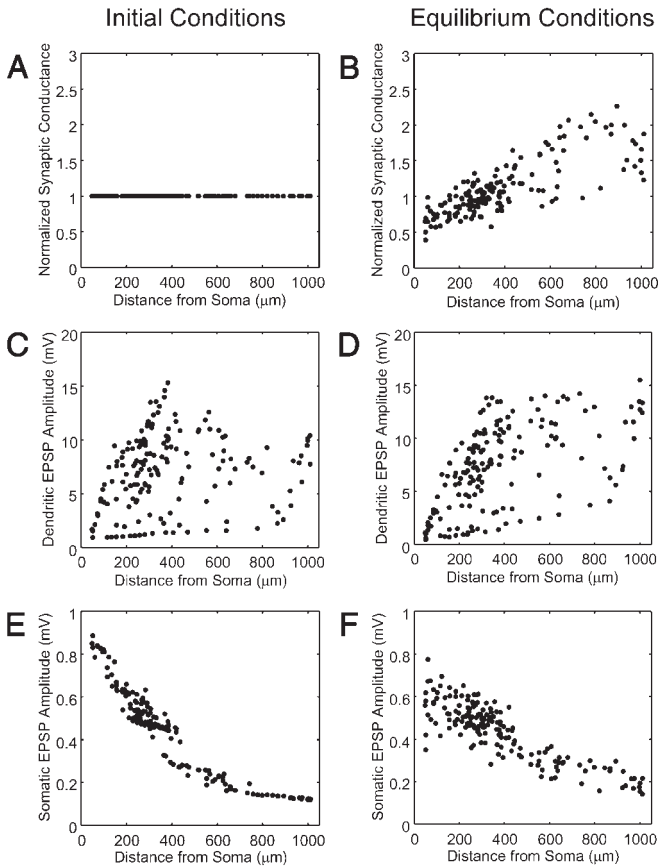 Initial Conditions
Equilibrium Conditions
A
Normalized Synaptic Conductance
3
2.5
2
1.5
1
0.5
0
0 200 400 600 800 1000
Distance from Soma (μm)
B
Normalized Synaptic Conductance
3
2.5
2
1.5
1
0.5
0
0 200 400 600 800 1000
Distance from Soma (μm)
C
Dendritic EPSP Amplitude (mV)
20
15
10
5
0
0 200 400 600 800 1000
Distance from Soma (μm)
D
Dendritic EPSP Amplitude (mV)
20
15
10
5
0
0 200 400 600 800 1000
Distance from Soma (μm)
E
Somatic EPSP Amplitude (mV)
1
0.8
0.6
0.4
0.2
0
0 200 400 600 800 1000
Distance from Soma (μm)
F
Somatic EPSP Amplitude (mV)
1
0.8
0.6
0.4
0.2
0
0 200 400 600 800 1000
Distance from Soma (μm)